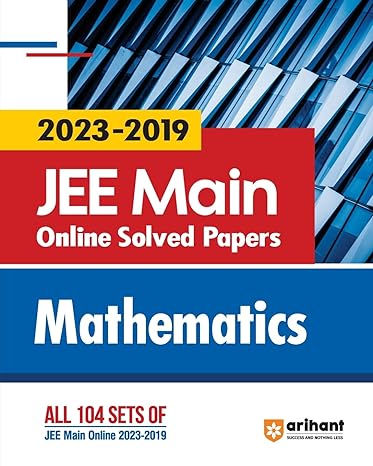 2023-2019
JEE Main
Online Solved Papers
Mathematics
ALL 104 SETS OF
JEE Main Online 2023-2019
arihant
SUCCESS AND NOTHING LESS